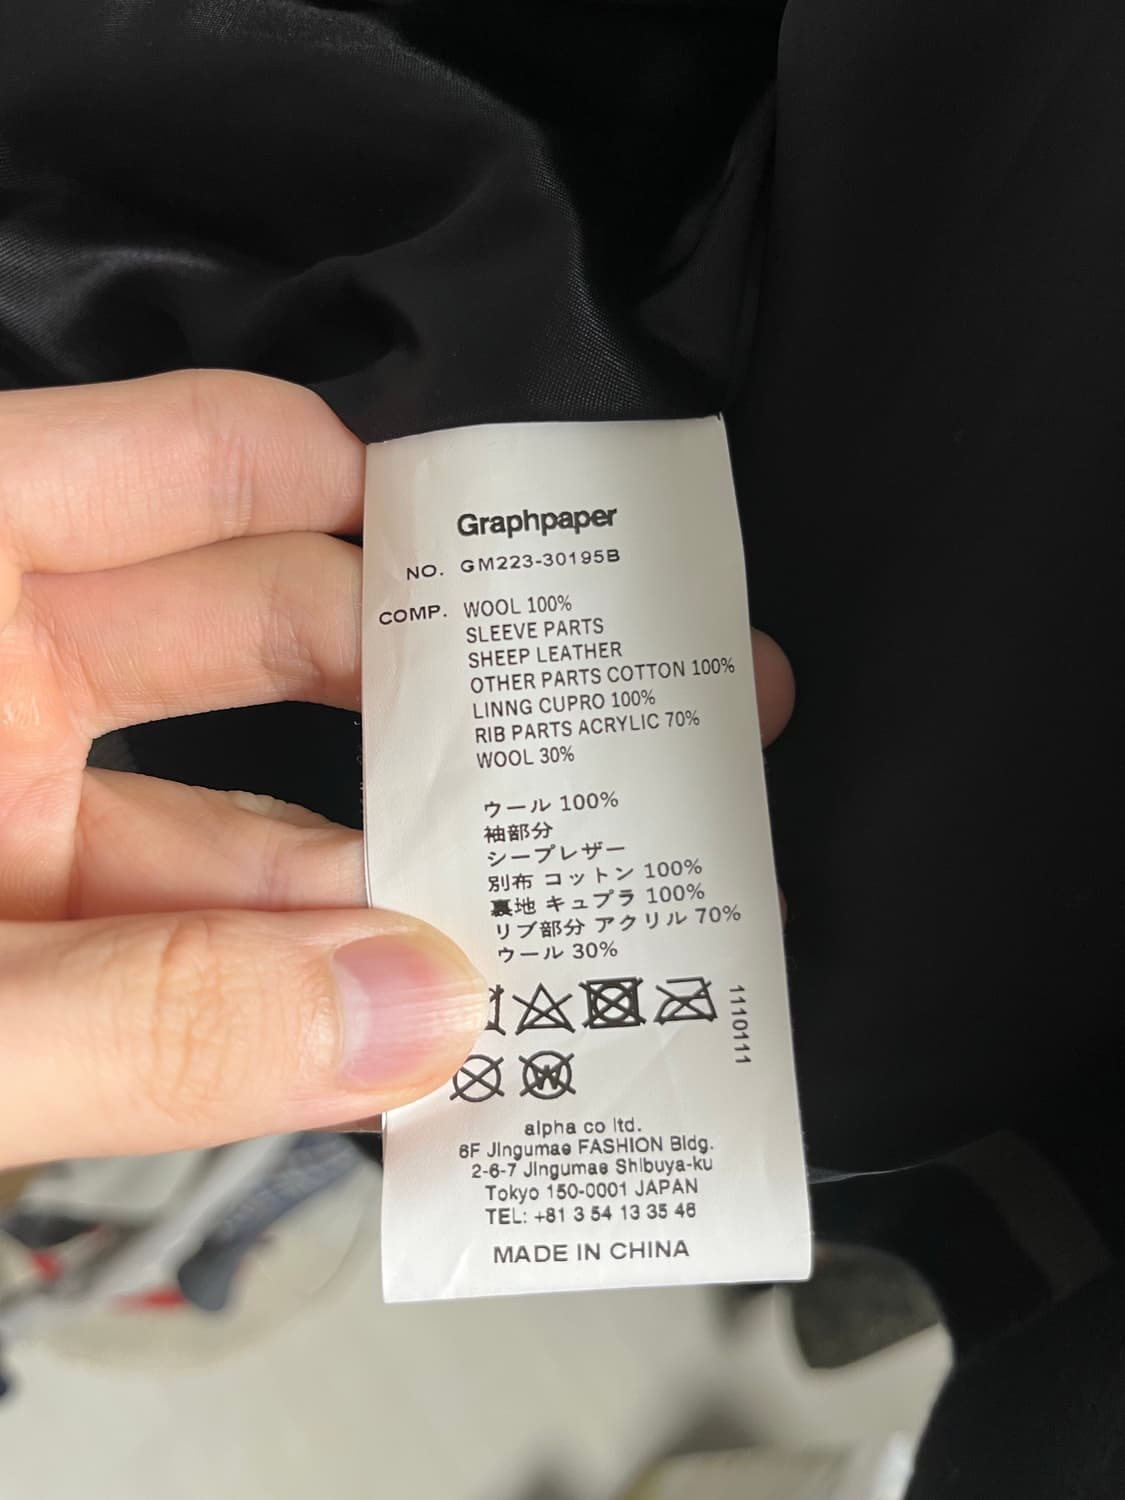 Graphpaper
NO. GM223-30195B
COMP. WOOL 100%
SLEEVE PARTS
SHEEP LEATHER
OTHER PARTS COTTON 100%
LINNG CUPRO 100%
RIB PARTS ACRYLIC 70%
WOOL 30%
ウール 100%
袖部分
シープレザー
別布 コットン 100%
裏地 キュプラ 100%
リブ部分 アクリル 70%
ウール 30%
1110111
W
alpha co ltd.
6F Jingumae FASHION Bldg.
2-6-7 Jingumae Shibuya-ku
Tokyo 150-0001 JAPAN
TEL: +81 3 54 13 35 46
MADE IN CHINA